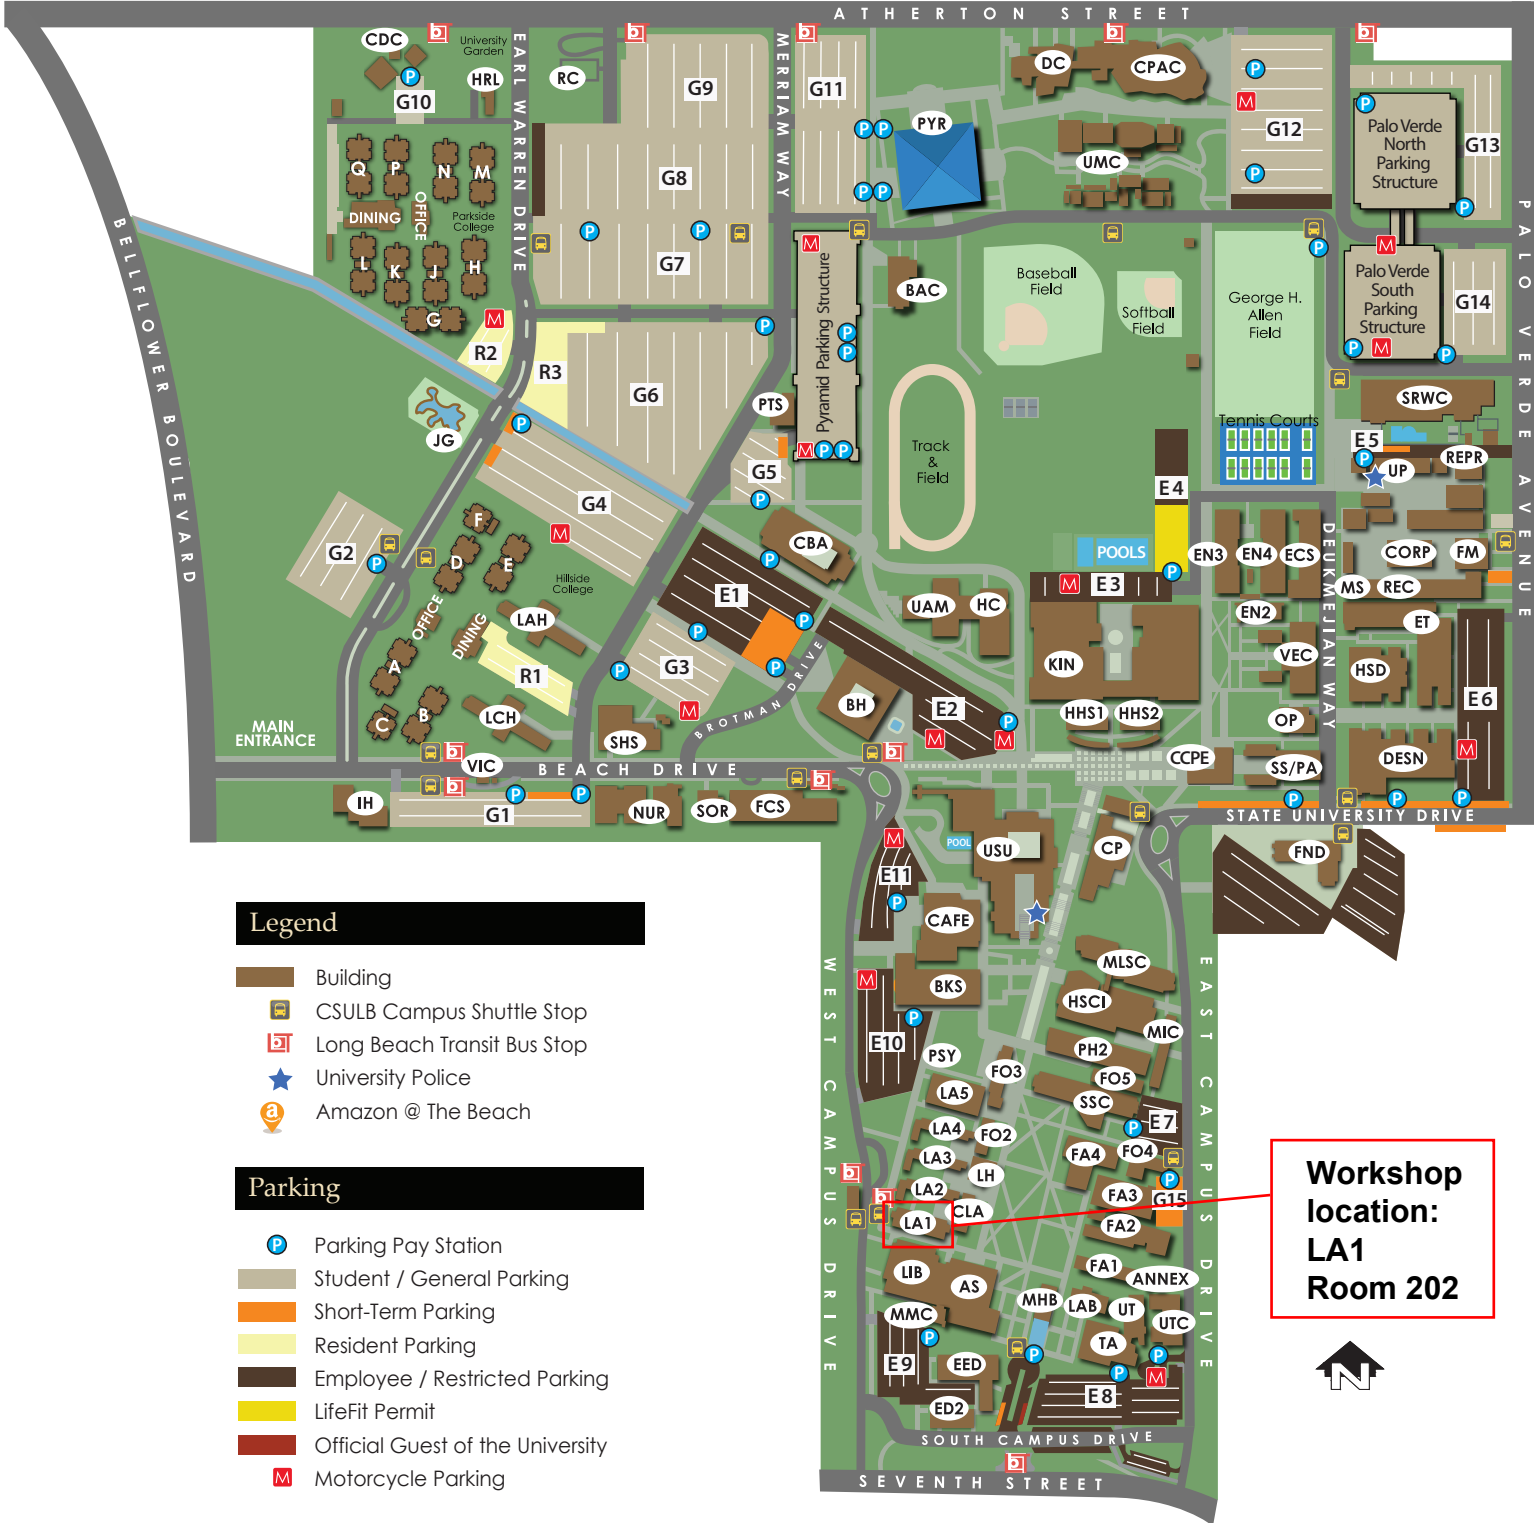 ATHERTON STREET
CDC
University
Garden
HRL
G10
EARL WARREN DRIVE
RC
G9
MERRIAM WAY
G11
PYR
DC
CPAC
UMC
G12
Palo Verde
North
Parking
Structure
G13
Q
P
N
M
DINING
OFFICE
Parkside
College
L
K
J
H
G
G8
G7
BELLFLOWER BOULEVARD
PALO VERDE AVENUE
Pyramid Parking Structure
BAC
Baseball
Field
Softball
Field
George H.
Allen
Field
Palo Verde
South
Parking
Structure
G14
R2
R3
G6
PTS
JG
Track
&
Field
Tennis Courts
SRWC
E5
UP
REPR
G5
G4
E4
G2
F
D
E
Hillside
College
OFFICE
DINING
A
B
C
LAH
R1
LCH
CBA
E1
G3
BROTMAN DRIVE
UAM
HC
POOLS
E3
EN3
EN4
ECS
DEUKMEJIAN WAY
CORP
FM
MS
REC
EN2
ET
KIN
VEC
HSD
E6
BH
E2
HHS1
HHS2
OP
MAIN
ENTRANCE
SHS
CCPE
SS/PA
DESN
VIC
BEACH DRIVE
IH
G1
NUR
SOR
FCS
STATE UNIVERSITY DRIVE
POOL
USU
CP
FND
E11
CAFE
WEST CAMPUS DRIVE
EAST CAMPUS DRIVE
MLSC
BKS
HSCI
MIC
E10
PSY
PH2
FO3
FO5
LA5
SSC
E7
LA4
FO2
LA3
FA4
FO4
LH
LA2
FA3
G15
CLA
LA1
FA2
LIB
AS
FA1
ANNEX
MHB
LAB
UT
MMC
UTC
TA
E9
EED
E8
ED2
SOUTH CAMPUS DRIVE
SEVENTH STREET
Workshop
location:
LA1
Room 202
N
Legend
Building
CSULB Campus Shuttle Stop
Long Beach Transit Bus Stop
University Police
Amazon @ The Beach
Parking
P Parking Pay Station
Student / General Parking
Short-Term Parking
Resident Parking
Employee / Restricted Parking
LifeFit Permit
Official Guest of the University
M Motorcycle Parking